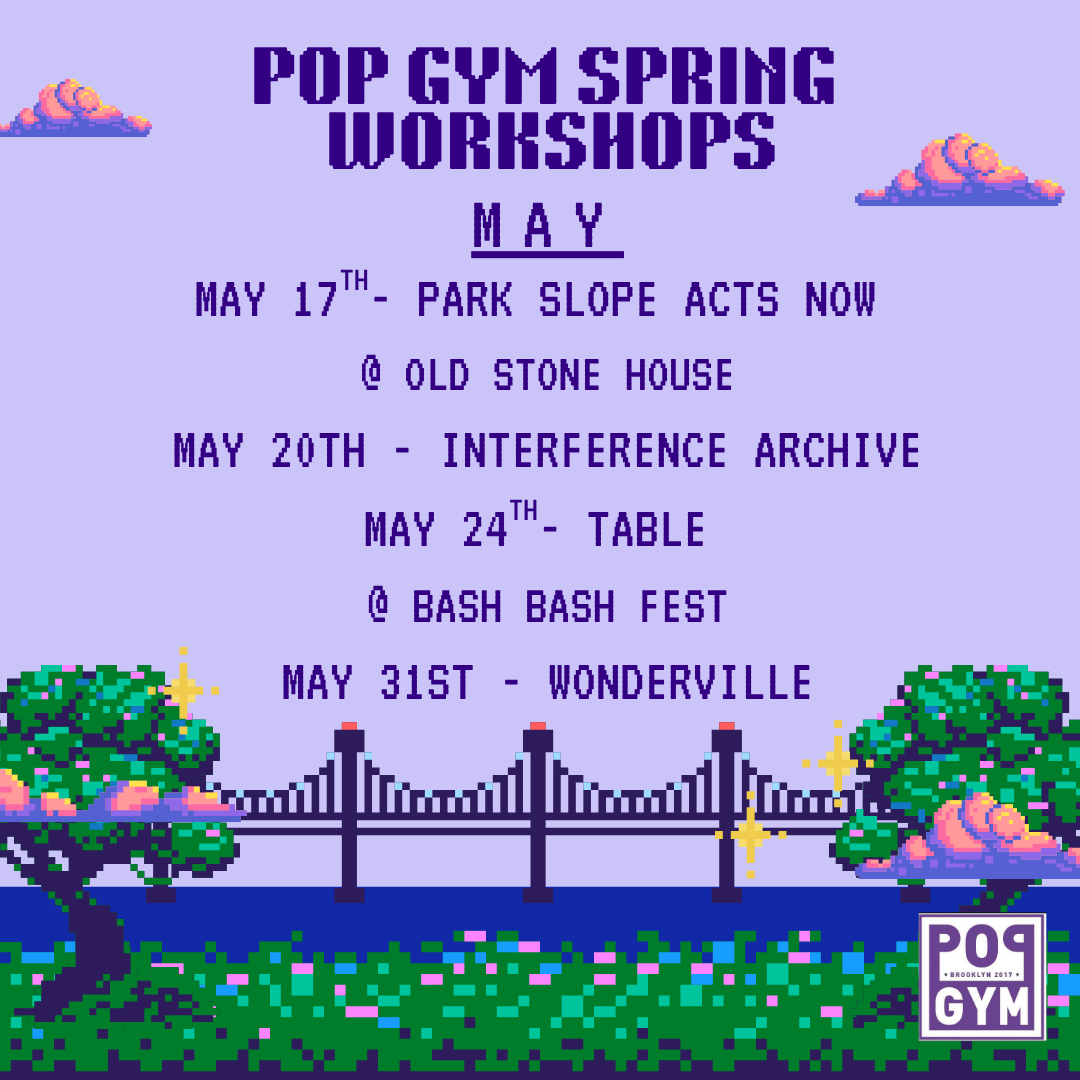 POP GYM SPRING
WORKSHOPS
MAY
MAY 17TH- PARK SLOPE ACTS NOW
@ OLD STONE HOUSE
MAY 20TH - INTERFERENCE ARCHIVE
MAY 24TH- TABLE
@ BASH BASH FEST
MAY 31ST - WONDERVILLE
POP
• BROOKLYN 2017 •
GYM